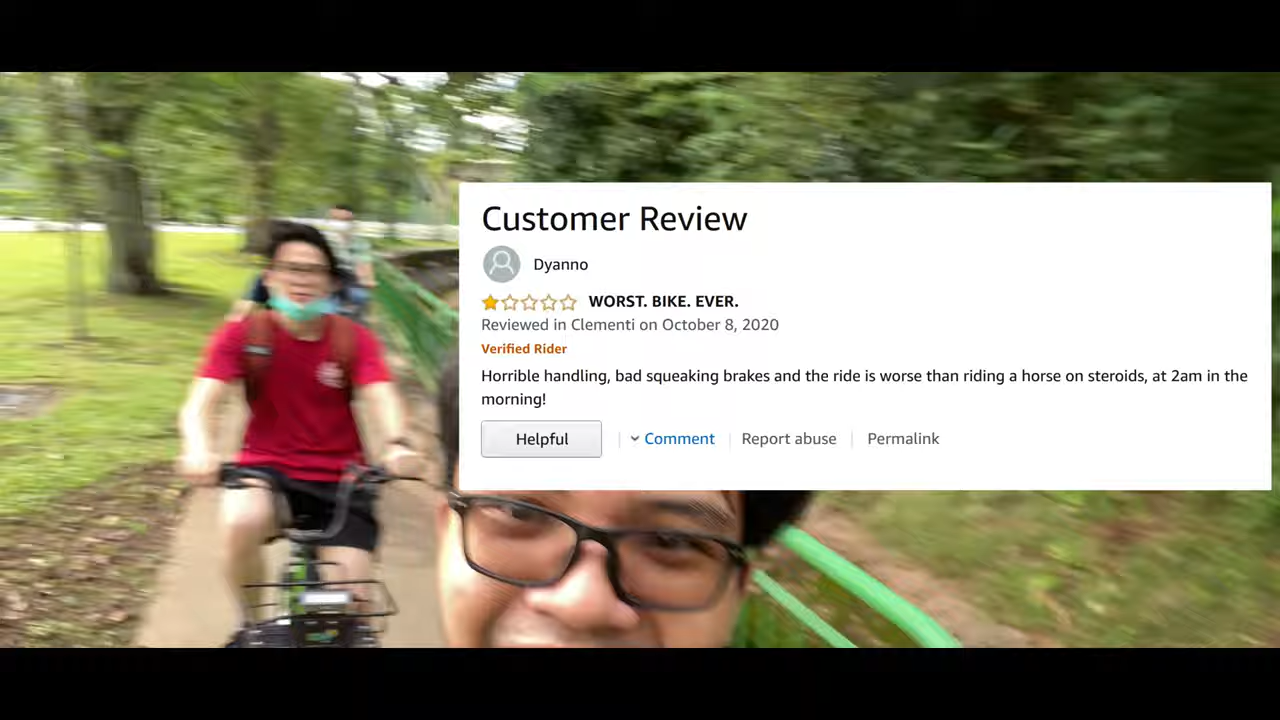 Customer Review
Dyanno
WORST. BIKE. EVER.
Reviewed in Clementi on October 8, 2020
Verified Rider
Horrible handling, bad squeaking brakes and the ride is worse than riding a horse on steroids, at 2am in the
morning!
Helpful
Comment
Report abuse
Permalink